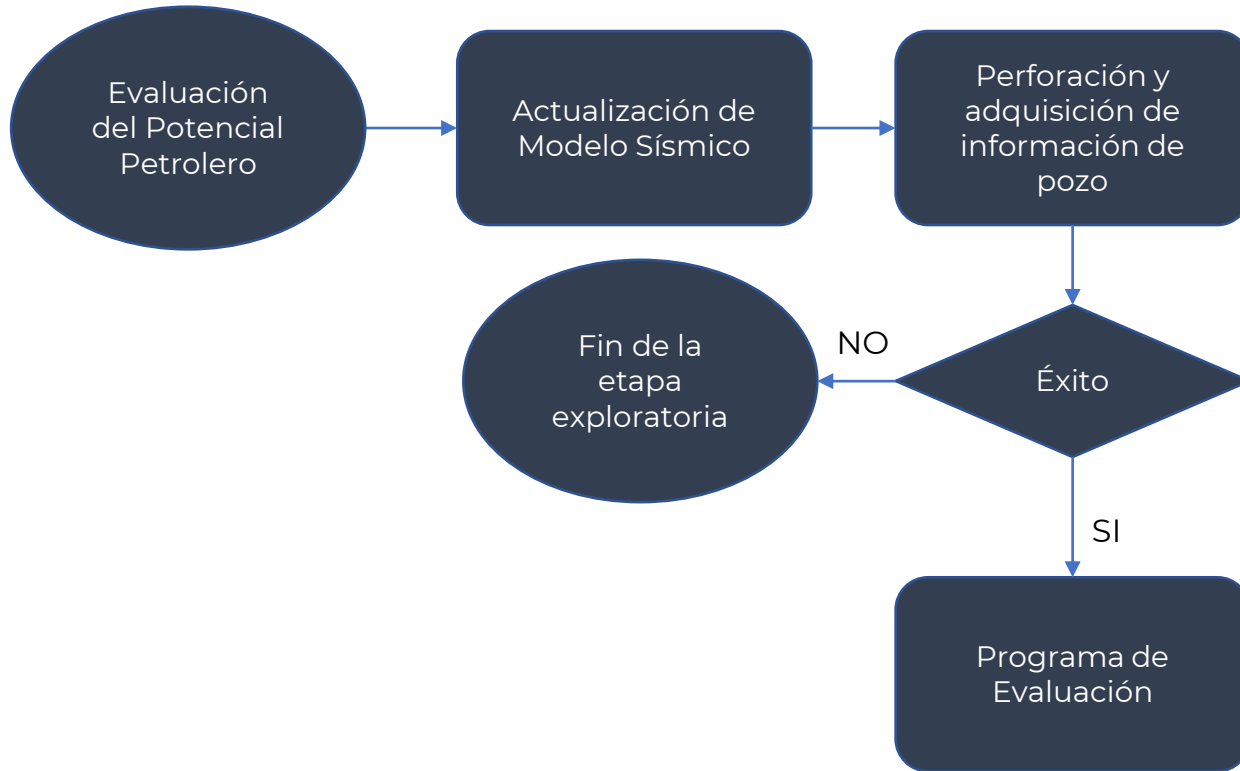 Evaluación
del Potencial
Petrolero
Actualización de
Modelo Sísmico
Perforación y
adquisición de
información de
pozo
Éxito
NO
Fin de la
etapa
exploratoria
SI
Programa de
Evaluación